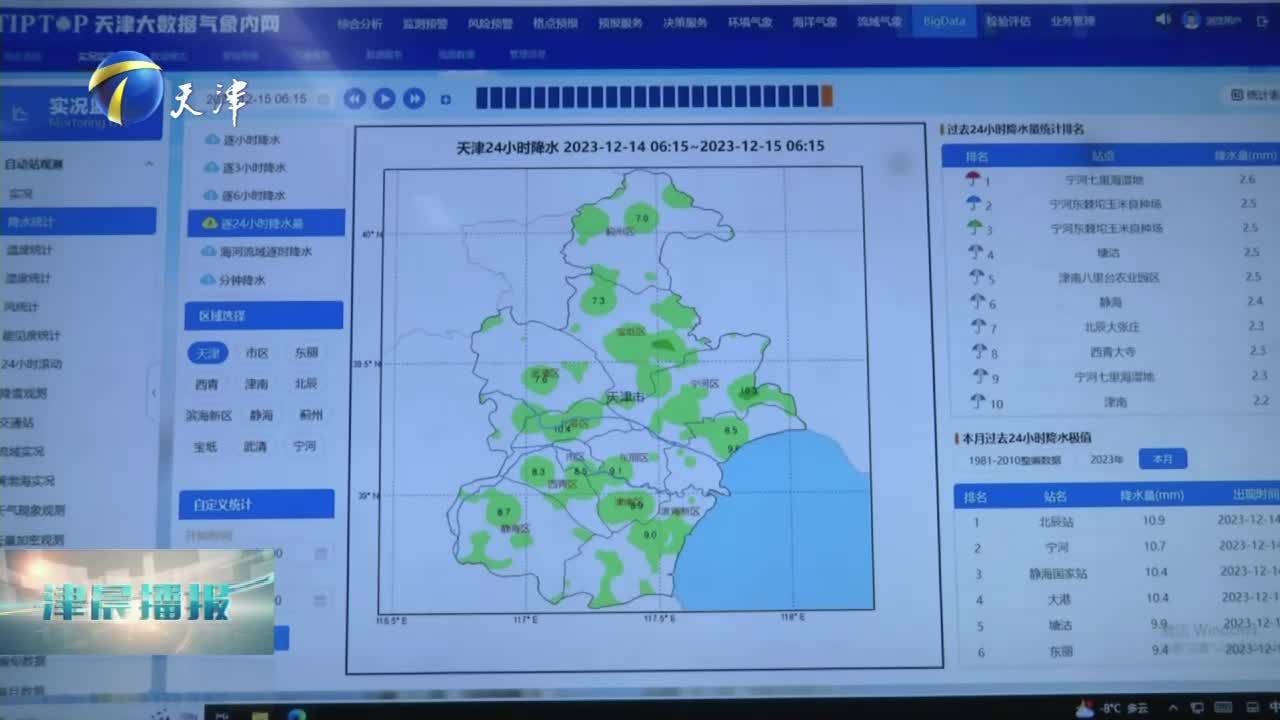 TIPTOP 天津大数据气象内网
综合分析 监测预警 风险预警 格点预报 预报服务 决策服务 环境气象 海洋气象 流域气象 BigData 检验评估 业务管理
天津
12-15 06:15
统计
自动站观测
实况
降水统计
温度统计
湿度统计
风统计
能见度统计
24小时滚动
降雪观测
交通站
流域实况
黄渤海实况
天气现象观测
逐小时降水
逐3小时降水
逐6小时降水
逐24小时降水量
海河流域逐时降水
分钟降水
区域选择
天津 市区 东丽
西青 津南 北辰
滨海新区 静海 蓟州
宝坻 武清 宁河
自定义统计
开始时间
天津24小时降水 2023-12-14 06:15~2023-12-15 06:15
40° N
39.5° N
39° N
116.5° E 117° E 117.5° E 118° E
7.0
蓟州区
7.3
宝坻区
武清区
7.6
宁河区
10.3
天津市
北辰区
10.4
8.5
9.6
市区
东丽区
8.3
8.5
9.1
西青区
津南区
8.9
滨海新区
8.7
静海区
9.0
过去24小时降水量统计排名
排名 站点 降水量(mm)
1 宁河七里海湿地 2.6
2 宁河东棘坨玉米良种场 2.5
3 宁河东棘坨玉米良种场 2.5
4 塘沽 2.5
5 津南八里台农业园区 2.5
6 静海 2.4
7 北辰大张庄 2.3
8 西青大寺 2.3
9 宁河七里海湿地 2.3
10 津南 2.2
本月过去24小时降水极值
1981-2010整编数据 2023年 本月
排名 站名 降水量(mm) 出现时间
1 北辰站 10.9 2023-12-14
2 宁河 10.7 2023-12-14
3 静海国家站 10.4 2023-12-14
4 大港 10.4 2023-12-1
5 塘沽 9.9 2023-12-1
6 东丽 9.4 2023-12-1
津晨播报
-8°C 多云